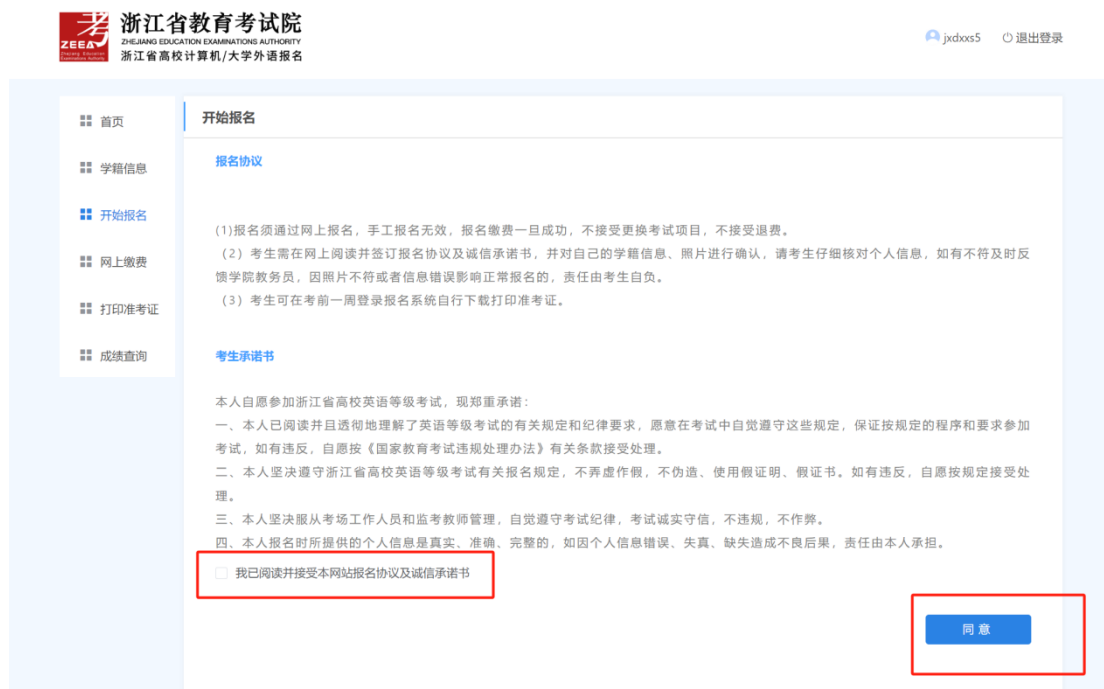 浙江省教育考试院
ZEEA
ZHEJIANG EDUCATION EXAMINATIONS AUTHORITY
Zhejiang Education
Examinations Authority
浙江省高校计算机/大学外语报名
jxdxxs5 退出登录
首页
学籍信息
开始报名
网上缴费
打印准考证
成绩查询
开始报名
报名协议
(1)报名须通过网上报名，手工报名无效，报名缴费一旦成功，不接受更换考试项目，不接受退费。
（2）考生需在网上阅读并签订报名协议及诚信承诺书，并对自己的学籍信息、照片进行确认，请考生仔细核对个人信息，如有不符及时反
馈学院教务员，因照片不符或者信息错误影响正常报名的，责任由考生自负。
（3）考生可在考前一周登录报名系统自行下载打印准考证。
考生承诺书
本人自愿参加浙江省高校英语等级考试，现郑重承诺：
一、本人已阅读并且透彻地理解了英语等级考试的有关规定和纪律要求，愿意在考试中自觉遵守这些规定，保证按规定的程序和要求参加
考试，如有违反，自愿按《国家教育考试违规处理办法》有关条款接受处理。
二、本人坚决遵守浙江省高校英语等级考试有关报名规定，不弄虚作假，不伪造、使用假证明、假证书。如有违反，自愿按规定接受处
理。
三、本人坚决服从考场工作人员和监考教师管理，自觉遵守考试纪律，考试诚实守信，不违规，不作弊。
四、本人报名时所提供的个人信息是真实、准确、完整的，如因个人信息错误、失真、缺失造成不良后果，责任由本人承担。
我已阅读并接受本网站报名协议及诚信承诺书
同意